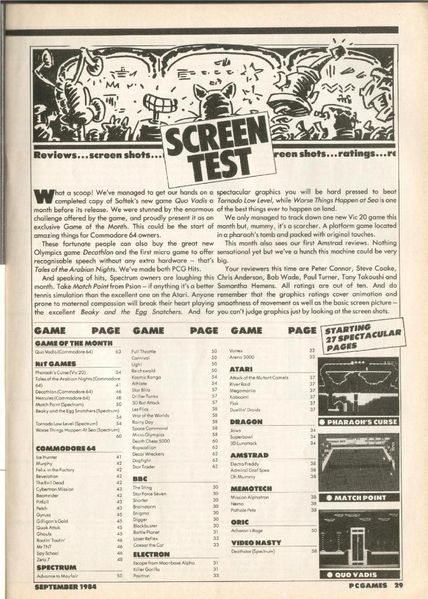 SCREEN
TEST
Reviews...screen shots...
reen shots...ratings...re
What a scoop! We've managed to get our hands on a
completed copy of Softek's new game Quo Vadis a
month before its release. We were stunned by the enormous
challenge offered by the game, and proudly present it as an
exclusive Game of the Month. This could be the start of
amazing things for Commodore 64 owners.
These fortunate people can also buy the great new
Olympics game Decathlon and the first micro game to offer
recognisable speech without any extra hardware – that's
Tales of the Arabian Nights. We've made both PCG Hits.
And speaking of hits, Spectrum owners are laughing this
month. Take Match Point from Psion – if anything it's a better
tennis simulation than the excellent one on the Atari. Anyone
prone to maternal compassion will break their heart playing
the excellent Beaky and the Egg Snatchers. And for
spectacular graphics you will be hard pressed to beat
Tornado Low Level, while Worse Things Happen at Sea is one
of the best things ever to happen on land.
We only managed to track down one new Vic 20 game this
month but, mummy, it's a scorcher. A platform game located
in a pharaoh's tomb and packed with original touches.
This month also sees our first Amstrad reviews. Nothing
sensational yet but we've a hunch this machine could be very
big.
Your reviewers this time are Peter Connor, Steve Cooke,
Chris Anderson, Bob Wade, Paul Turner, Tony Takoushi and
Samantha Hemens. All ratings are out of ten. And do
remember that the graphics ratings cover animation and
smoothness of movement as well as the basic screen picture –
you can't judge graphics just by looking at the screen shots.
GAME PAGE
GAME OF THE MONTH
Quo Vadis (Commodore 64) 63
HIT GAMES
Pharaoh's Curse (Vic 20) 34
Tales of the Arabian Nights (Commodore
64) 41
Decathlon (Commodore 64) 46
Hercules (Commodore 64) 48
Match Point (Spectrum) 50
Beaky and the Egg Snatchers (Spectrum)
54
Tornado Low Level (Spectrum) 54
Worse Things Happen At Sea (Spectrum)
60
COMMODORE 64
Ice Hunter 41
Murphy 42
Felix in the Factory 42
Revelation 42
The Evil Dead 42
Cybertron Mission 43
Beamrider 42
Pitfall 43
Fetch 43
Gyruss 45
Gilligan's Gold 45
Quak Attak 45
Ghouls 45
Rootin' Tootin' 46
Mr TNT 46
Spy School 46
Zeta 7 48
SPECTRUM
Advance to Mayfair 50
GAME PAGE
Full Throttle 50
Carnival 50
Ugh! 50
Reichswald 50
Kosmic Kanga 54
Athlete 54
Star Blitz 57
Driller Tanks 57
3D Bat Attack 57
Les Flics 58
War of the Worlds 58
Rainy Day 58
Space Command 58
Micro Olympics 58
Death Chess 5000 58
Kryptogon 63
Decor Wreckers 63
Dogfight 63
Star Trader 62
BBC
The Sting 30
Star Force Seven 30
Snorter 30
Brainstorm 30
Enigma 30
Digger 30
Blockbuster 30
Battle Planet 31
Laser Reflex 33
Caesar the Cat 33
ELECTRON
Escape from Moonbase Alpha 31
Killer Gorilla 31
Positron 33
GAME PAGE
Vortex 33
Arena 3000 33
ATARI
Attack of the Mutant Camels 37
River Raid 37
Megamania 37
Kaboom! 37
Flak 37
Duellin' Droids 37
DRAGON
Jaws 34
Superbowl 34
3D Lunattack 34
AMSTRAD
Electro Freddy 38
Admiral Graf Spee 38
Oh Mummy 38
MEMOTECH
Mission Alphatron 38
Nemo 38
Pothole Pete 38
ORIC
Acheron's Rage 50
VIDEO NASTY
Deathstar (Spectrum) 58
STARTING
27 SPECTACULAR
PAGES
PHARAOH'S CURSE
MATCH POINT
QUO VADIS
SEPTEMBER 1984
PCGAMES 29